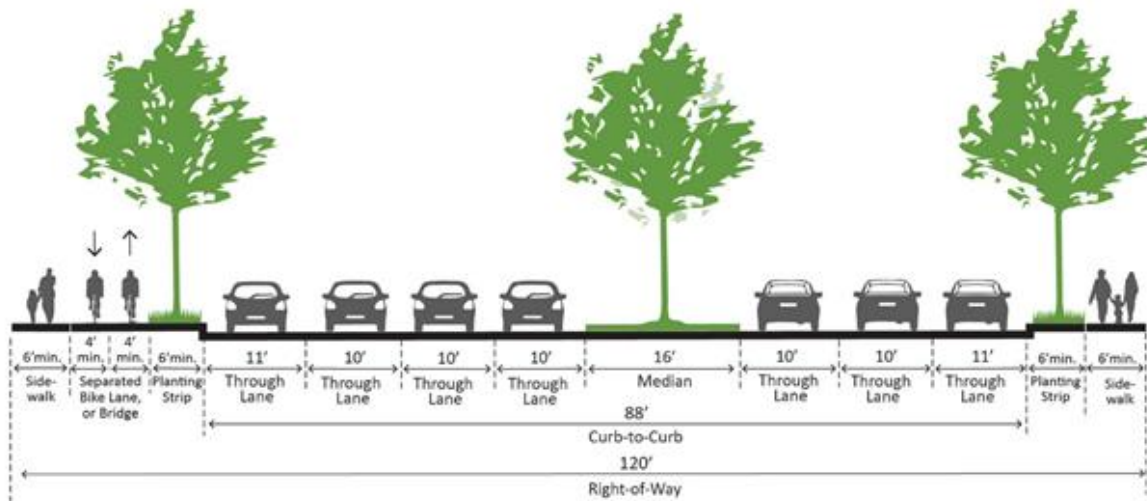 6'min.
Side-
walk
4'
min.
4'
min.
Separated
Bike Lane,
or Bridge
6'min.
Planting
Strip
11'
Through
Lane
10'
Through
Lane
10'
Through
Lane
10'
Through
Lane
16'
Median
10'
Through
Lane
10'
Through
Lane
11'
Through
Lane
6'min.
Planting
Strip
6'min.
Side-
walk
88'
Curb-to-Curb
120'
Right-of-Way